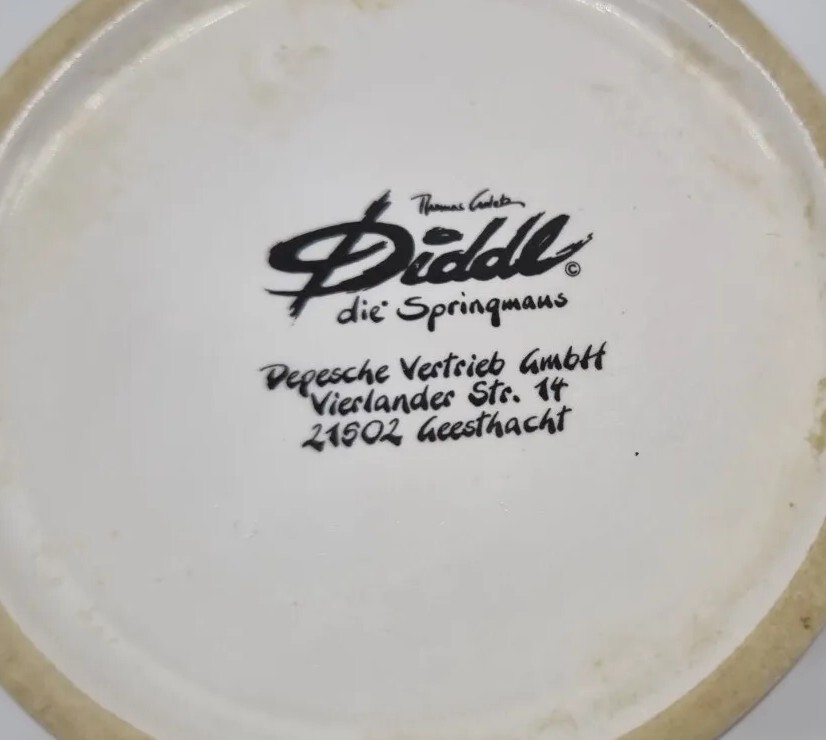 Diddl ©
die Springmaus
Depesche Vertrieb GmbH
Vierlander Str. 14
21502 Geesthacht